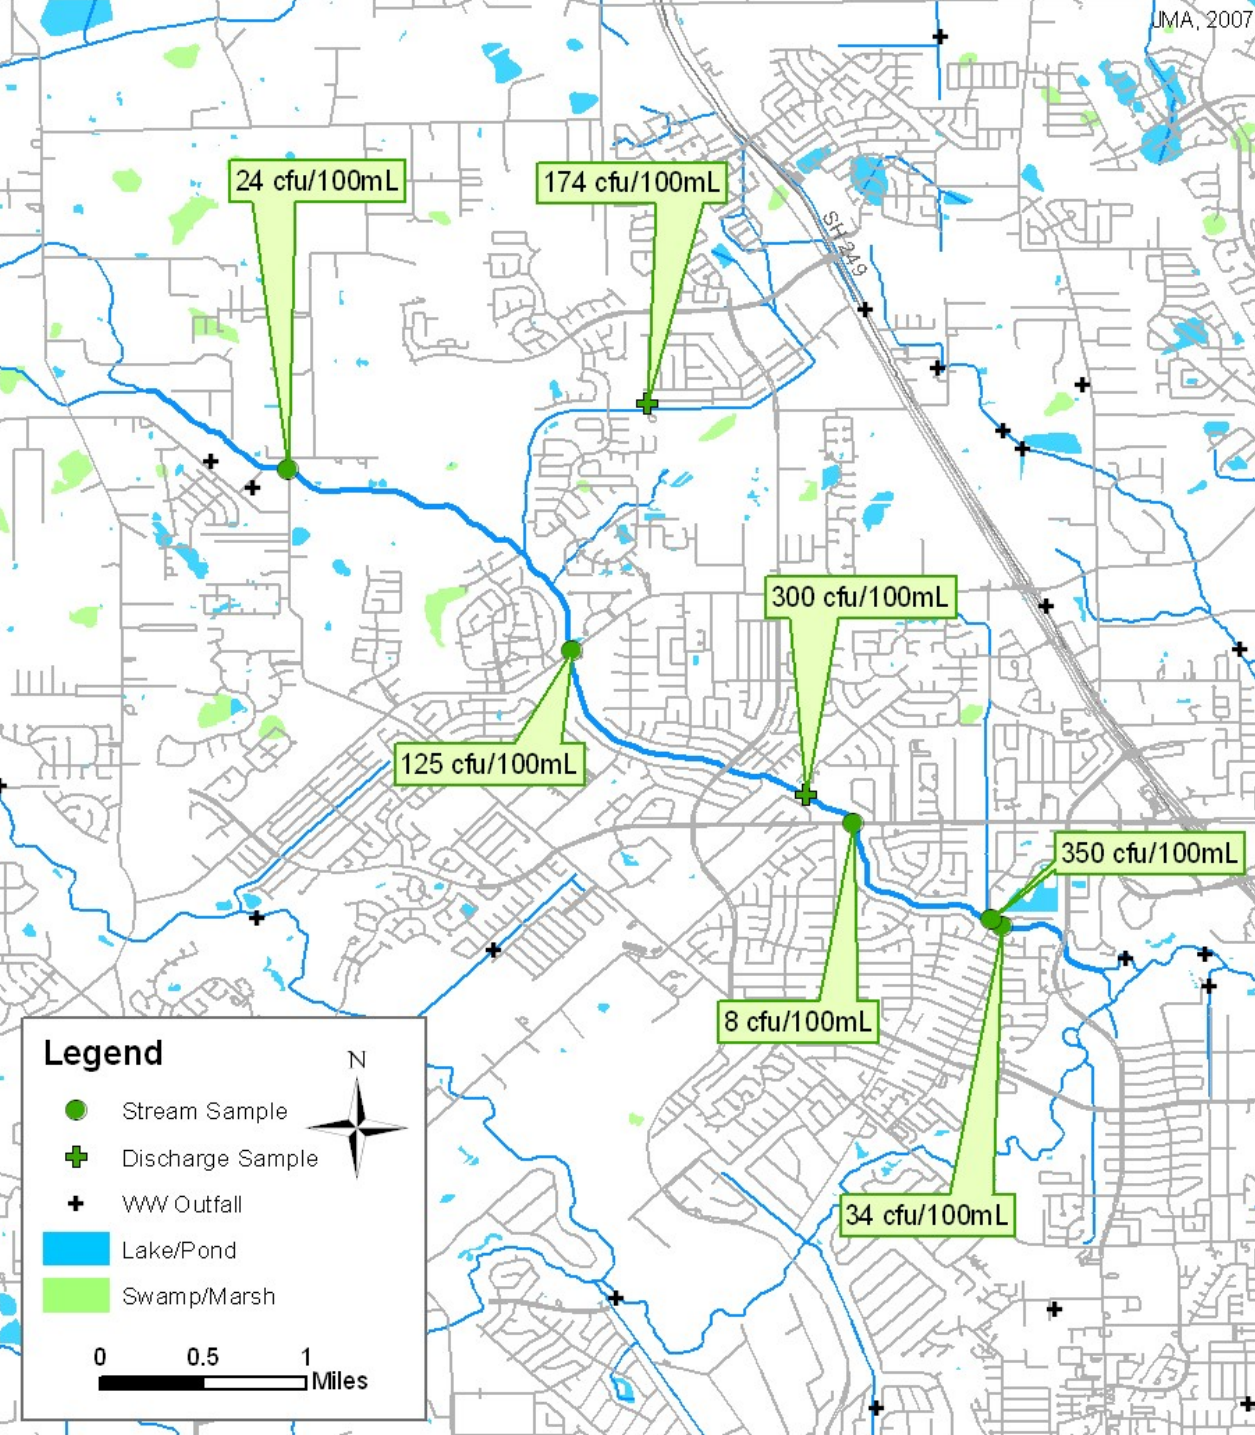 JMA, 2007
24 cfu/100mL
174 cfu/100mL
SH 249
300 cfu/100mL
125 cfu/100mL
350 cfu/100mL
8 cfu/100mL
34 cfu/100mL
Legend
N
Stream Sample
Discharge Sample
WW Outfall
Lake/Pond
Swamp/Marsh
0 0.5 1
Miles